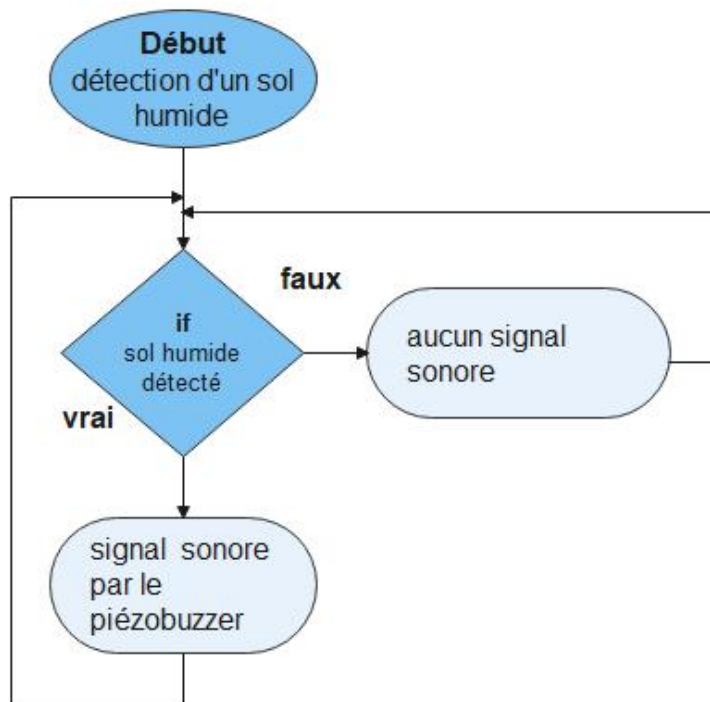 Début
détection d'un sol
humide
faux
if
sol humide
détecté
aucun signal
sonore
vrai
signal sonore
par le
piézobuzzer